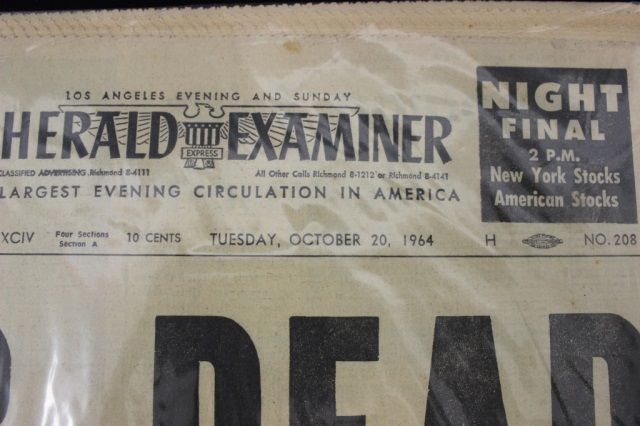 LOS ANGELES EVENING AND SUNDAY
HERALD EXAMINER
EXPRESS
CLASSIFIED ADVERTISING Richmond 8-4111
All Other Calls Richmond 8-1212 or Richmond 8-4141
LARGEST EVENING CIRCULATION IN AMERICA
NIGHT
FINAL
2 P.M.
New York Stocks
American Stocks
XCIV Four Sections Section A 10 CENTS TUESDAY, OCTOBER 20, 1964 H NO. 208
DEAD